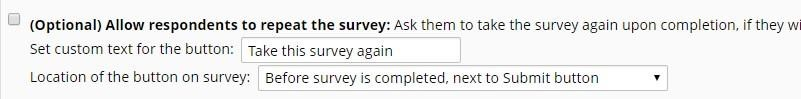 (Optional) Allow respondents to repeat the survey: Ask them to take the survey again upon completion, if they
Set custom text for the button: Take this survey again
Location of the button on survey: Before survey is completed, next to Submit button